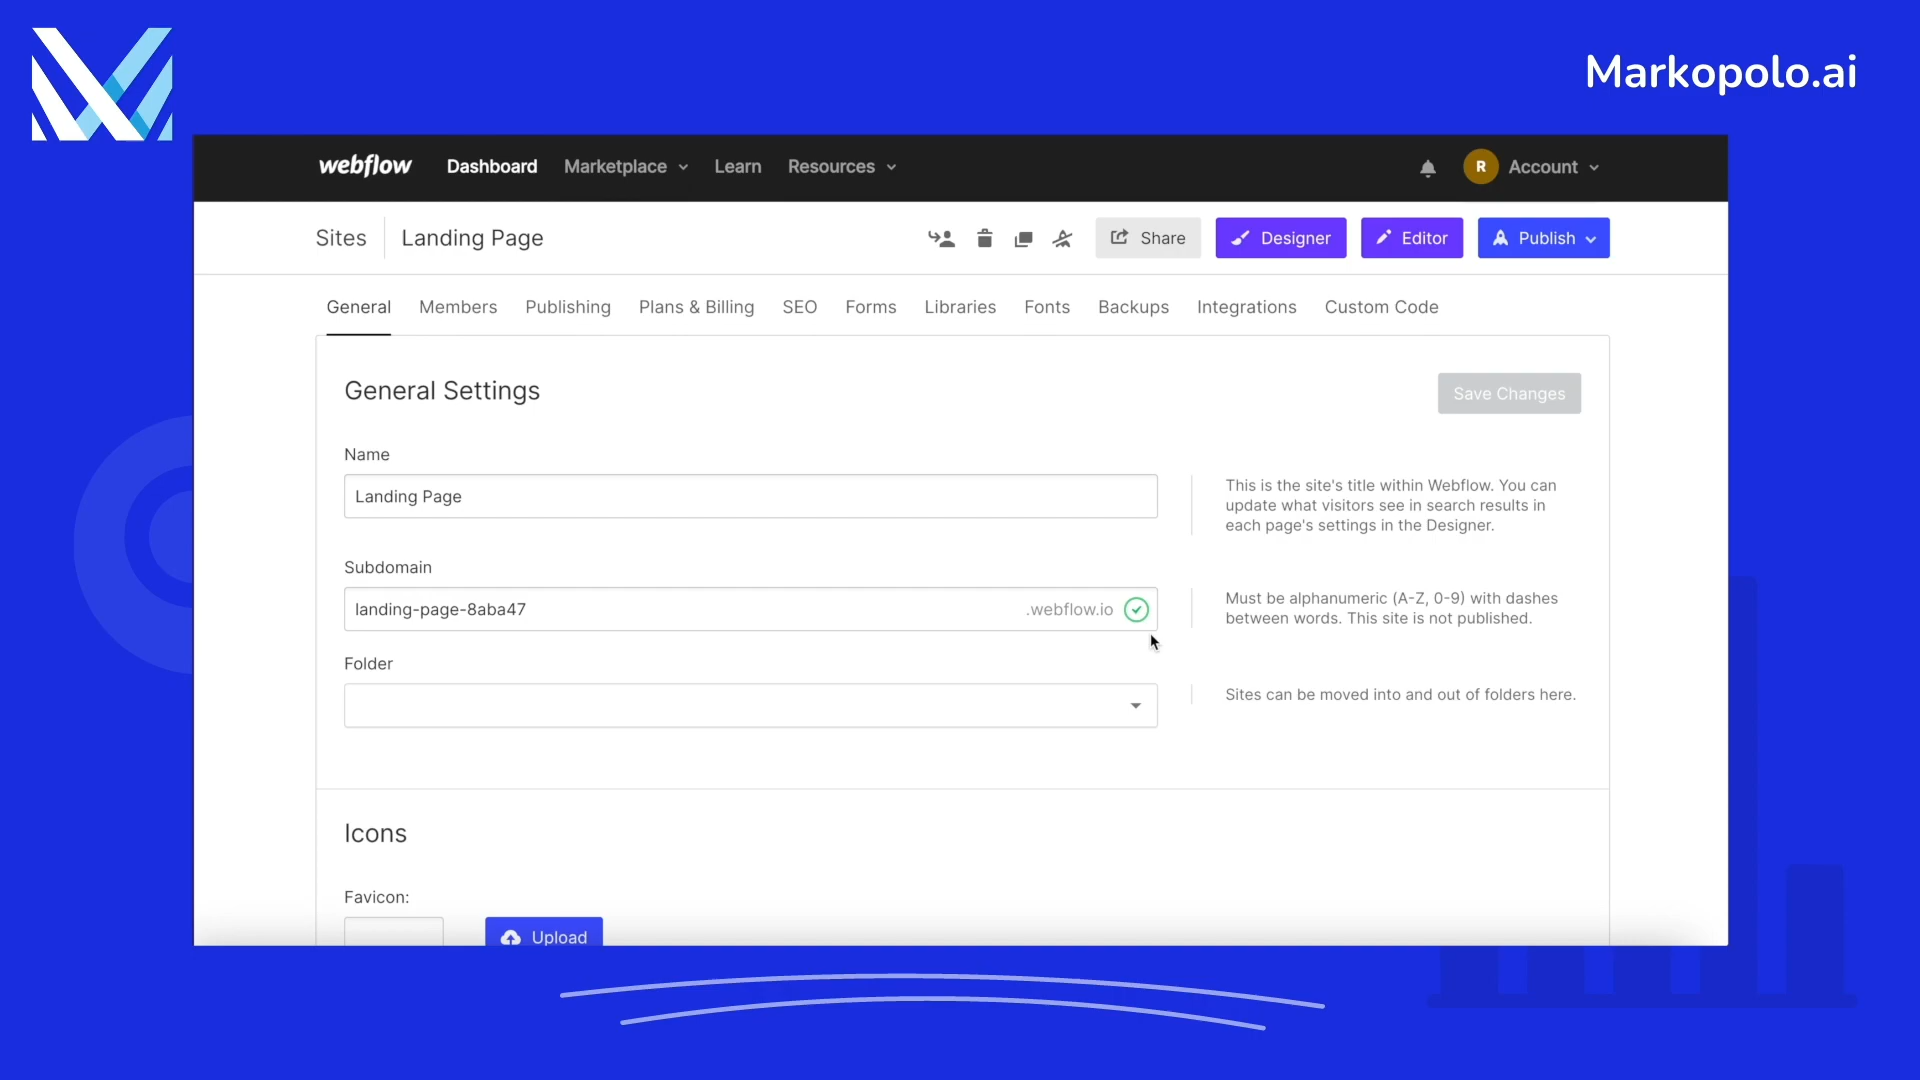 Markopolo.ai
webflow Dashboard Marketplace Learn Resources R Account
Sites Landing Page Share Designer Editor Publish
General Members Publishing Plans & Billing SEO Forms Libraries Fonts Backups Integrations Custom Code
General Settings
Save Changes
Name
Landing Page
This is the site's title within Webflow. You can
update what visitors see in search results in
each page's settings in the Designer.
Subdomain
landing-page-8aba47 .webflow.io
Must be alphanumeric (A-Z, 0-9) with dashes
between words. This site is not published.
Folder
Sites can be moved into and out of folders here.
Icons
Favicon:
Upload